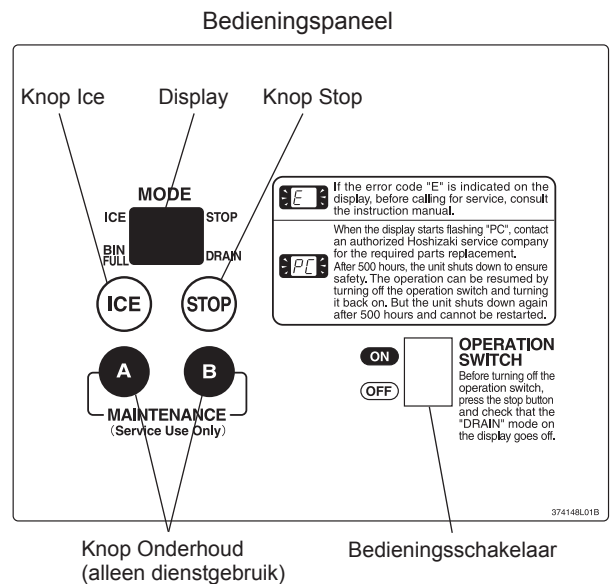 Bedieningspaneel
Knop Ice
Display
Knop Stop
MODE
ICE
STOP
BIN
FULL
DRAIN
ICE
STOP
A
B
MAINTENANCE
(Service Use Only)
E
If the error code "E" is indicated on the
display, before calling for service, consult
the instruction manual.
PC
When the display starts flashing "PC", contact
an authorized Hoshizaki service company
for the required parts replacement.
After 500 hours, the unit shuts down to ensure
safety. The operation can be resumed by
turning off the operation switch and turning
it back on. But the unit shuts down again
after 500 hours and cannot be restarted.
ON
OFF
OPERATION
SWITCH
Before turning off the
operation switch,
press the stop button
and check that the
"DRAIN" mode on
the display goes off.
374148L01B
Knop Onderhoud
(alleen dienstgebruik)
Bedieningsschakelaar